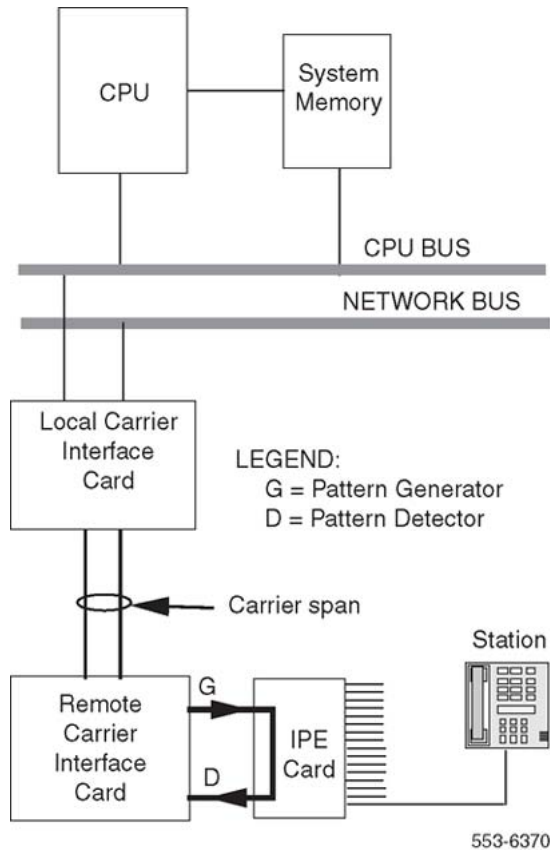 CPU
System
Memory
CPU BUS
NETWORK BUS
Local Carrier
Interface
Card
LEGEND:
G = Pattern Generator
D = Pattern Detector
Carrier span
Station
Remote
Carrier
Interface
Card
G
D
IPE
Card
553-6370